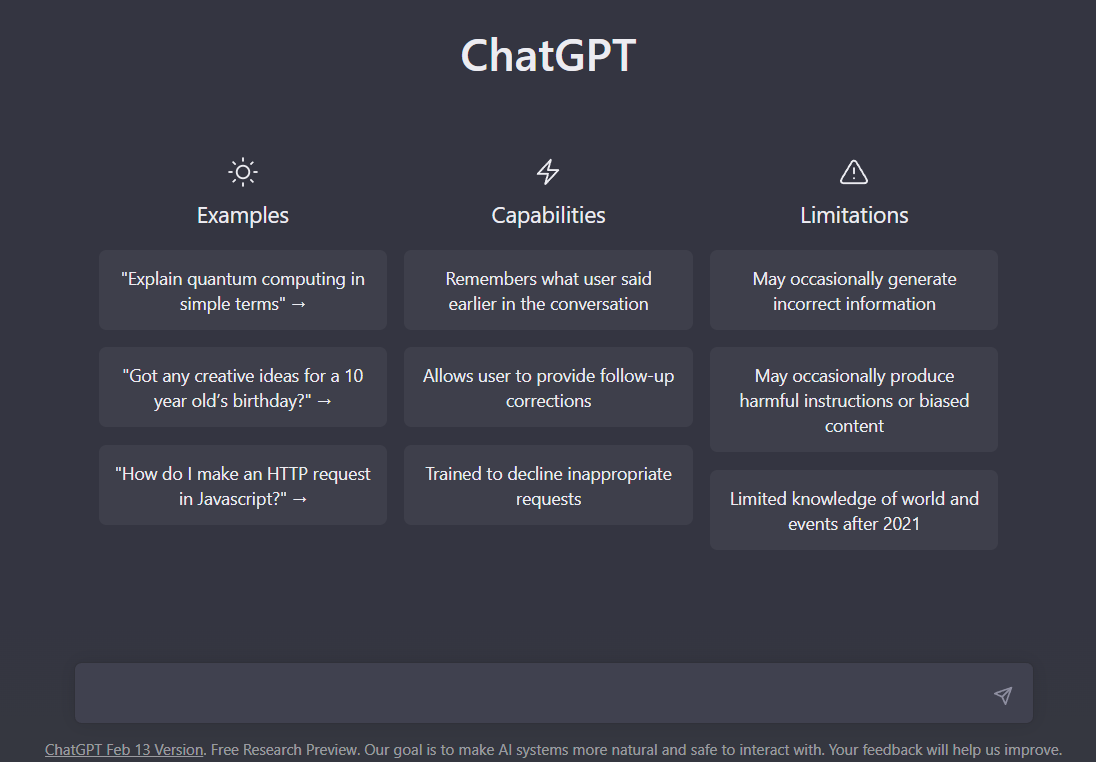 ChatGPT
Examples
"Explain quantum computing in
simple terms" →
"Got any creative ideas for a 10
year old’s birthday?" →
"How do I make an HTTP request
in Javascript?" →
Capabilities
Remembers what user said
earlier in the conversation
Allows user to provide follow-up
corrections
Trained to decline inappropriate
requests
Limitations
May occasionally generate
incorrect information
May occasionally produce
harmful instructions or biased
content
Limited knowledge of world and
events after 2021
ChatGPT Feb 13 Version. Free Research Preview. Our goal is to make AI systems more natural and safe to interact with. Your feedback will help us improve.